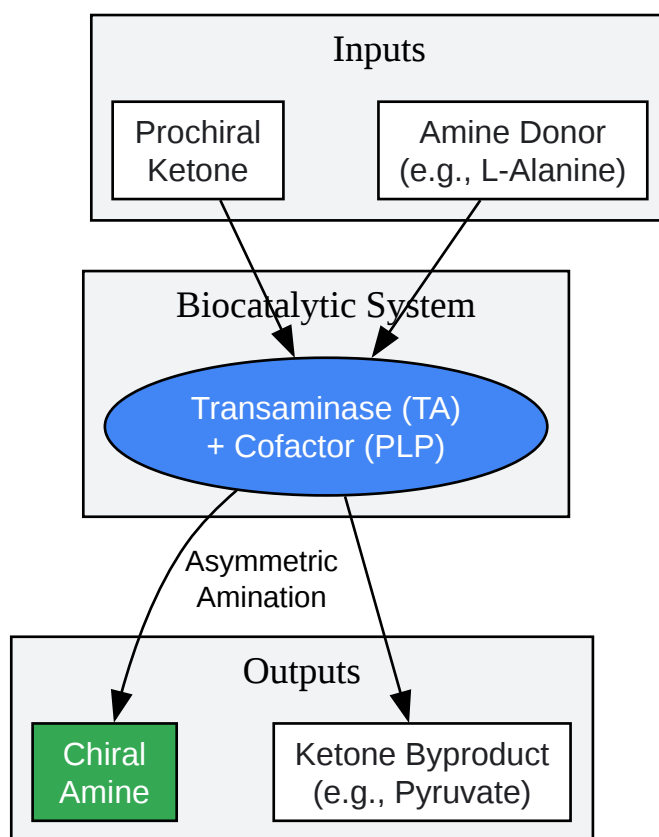 Inputs
Prochiral
Ketone
Amine Donor
(e.g., L-Alanine)
Biocatalytic System
Transaminase (TA)
+ Cofactor (PLP)
Asymmetric
Amination
Outputs
Chiral
Amine
Ketone Byproduct
(e.g., Pyruvate)